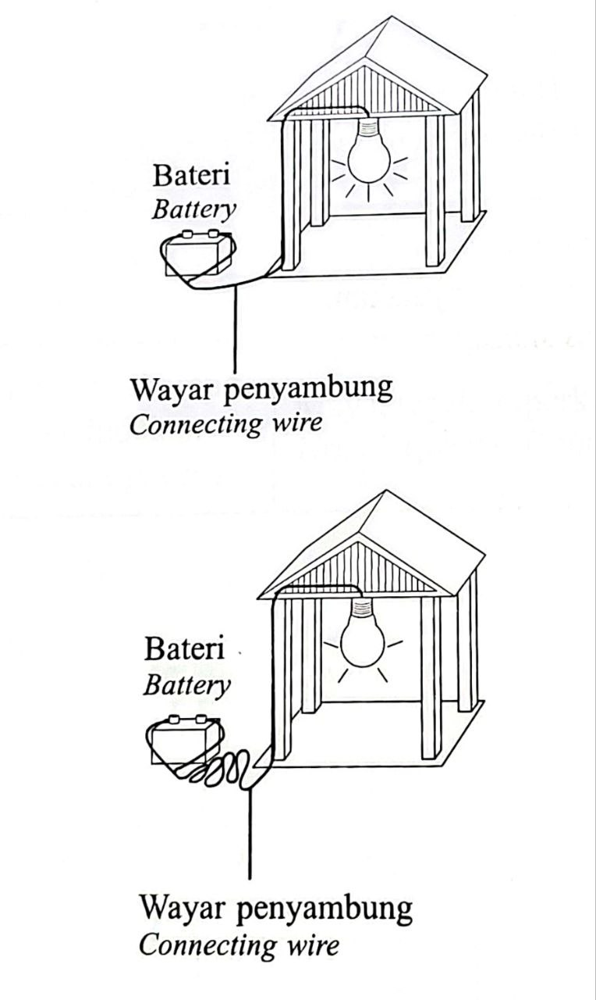 Bateri
Battery
Wayar penyambung
Connecting wire
Bateri
Battery
Wayar penyambung
Connecting wire